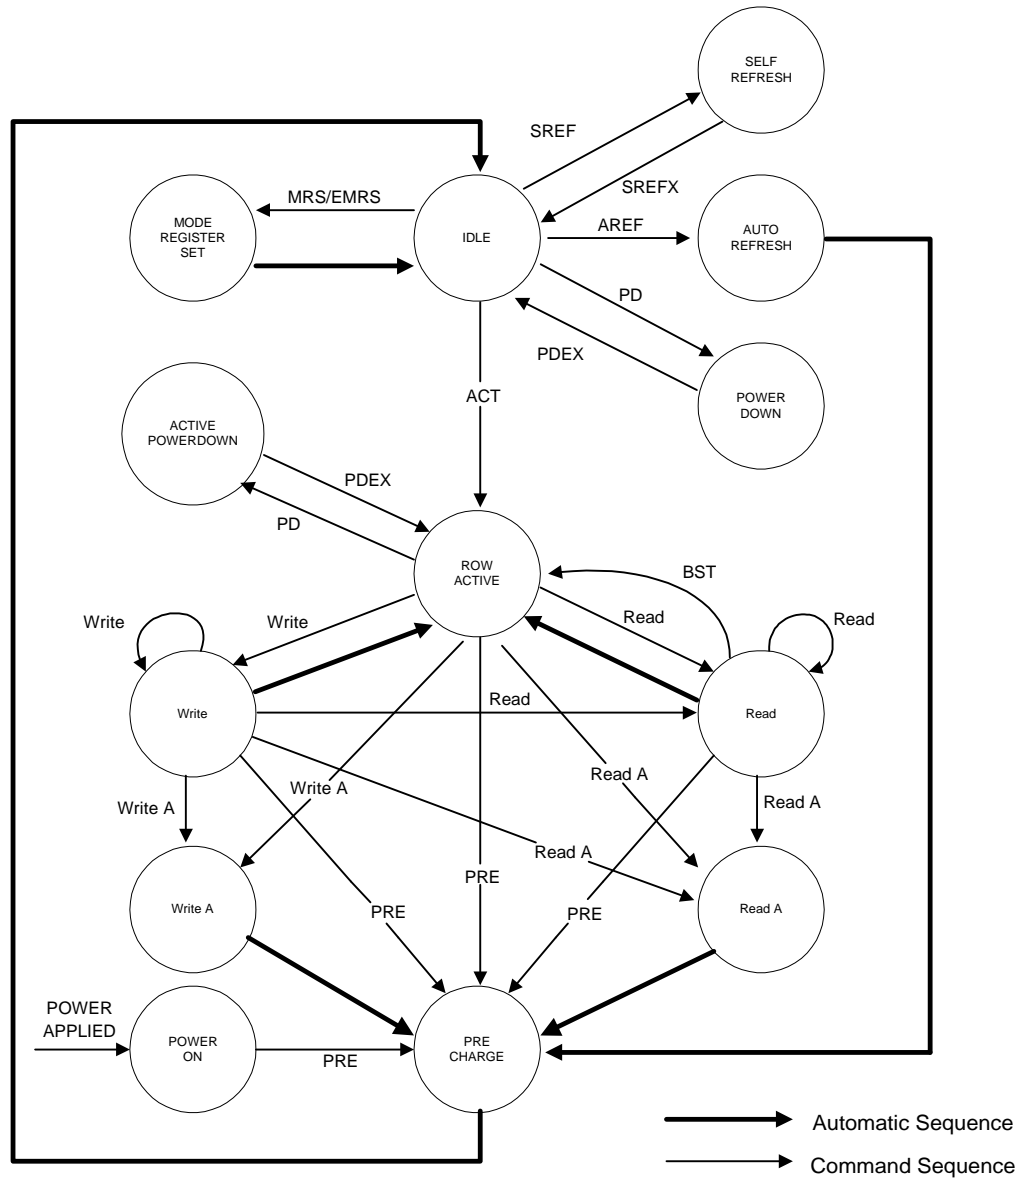 SELF
REFRESH
SREF
SREFX
MRS/EMRS
MODE
REGISTER
SET
IDLE
AREF
AUTO
REFRESH
PD
PDEX
POWER
DOWN
ACT
ACTIVE
POWERDOWN
PDEX
PD
ROW
ACTIVE
BST
Write
Write
Read
Read
Write
Read
Read
Write A
Write A
Read A
Read A
Read A
Write A
PRE
PRE
PRE
Read A
POWER
APPLIED
POWER
ON
PRE
PRE
CHARGE
Automatic Sequence
Command Sequence